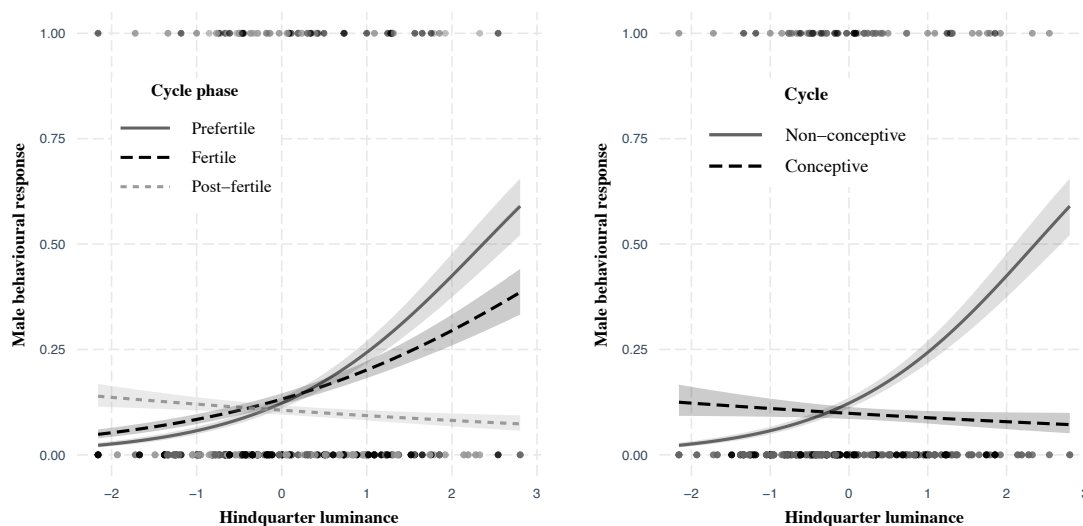 1.00
0.75
0.50
0.25
0.00
Male behavioural response
Cycle phase
Prefertile
Fertile
Post−fertile
−2
−1
0
1
2
3
Hindquarter luminance
1.00
0.75
0.50
0.25
0.00
Male behavioural response
Cycle
Non−conceptive
Conceptive
−2
−1
0
1
2
Hindquarter luminance